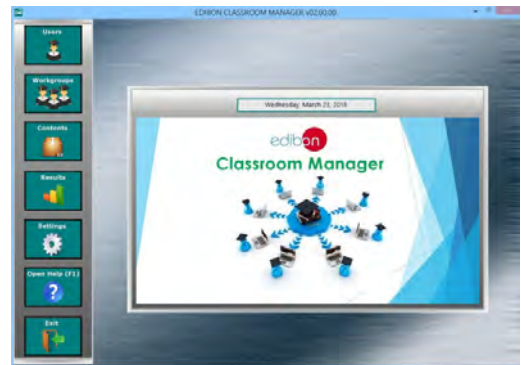 EDIBON CLASSROOM MANAGER V02.00.00
Users
Workgroups
Contents
Results
Settings
Open Help (F1)
?
Exit
Wednesday, March 23, 2016
edibon
Classroom Manager